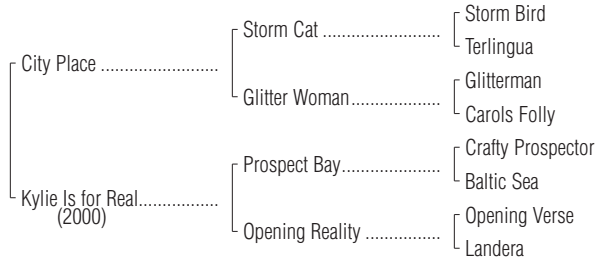 Storm Bird
Storm Cat ..............................
Terlingua
City Place ..............................
Glitterman
Glitter Woman.......................
Carols Folly
Crafty Prospector
Prospect Bay.........................
Baltic Sea
Kylie Is for Real....................
(2000)
Opening Verse
Opening Reality ...................
Landera